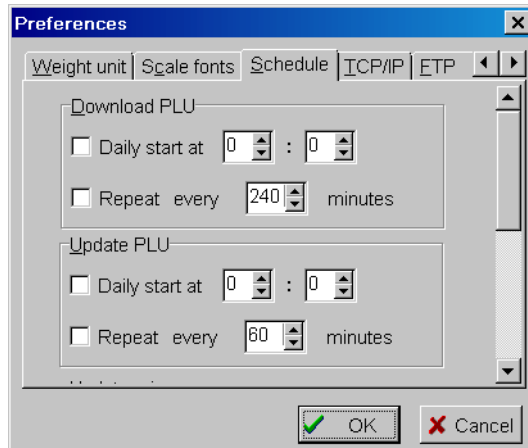 Preferences
Weight unit Scale fonts Schedule TCP/IP FTP
Download PLU
Daily start at 0 : 0
Repeat every 240 minutes
Update PLU
Daily start at 0 : 0
Repeat every 60 minutes
OK Cancel